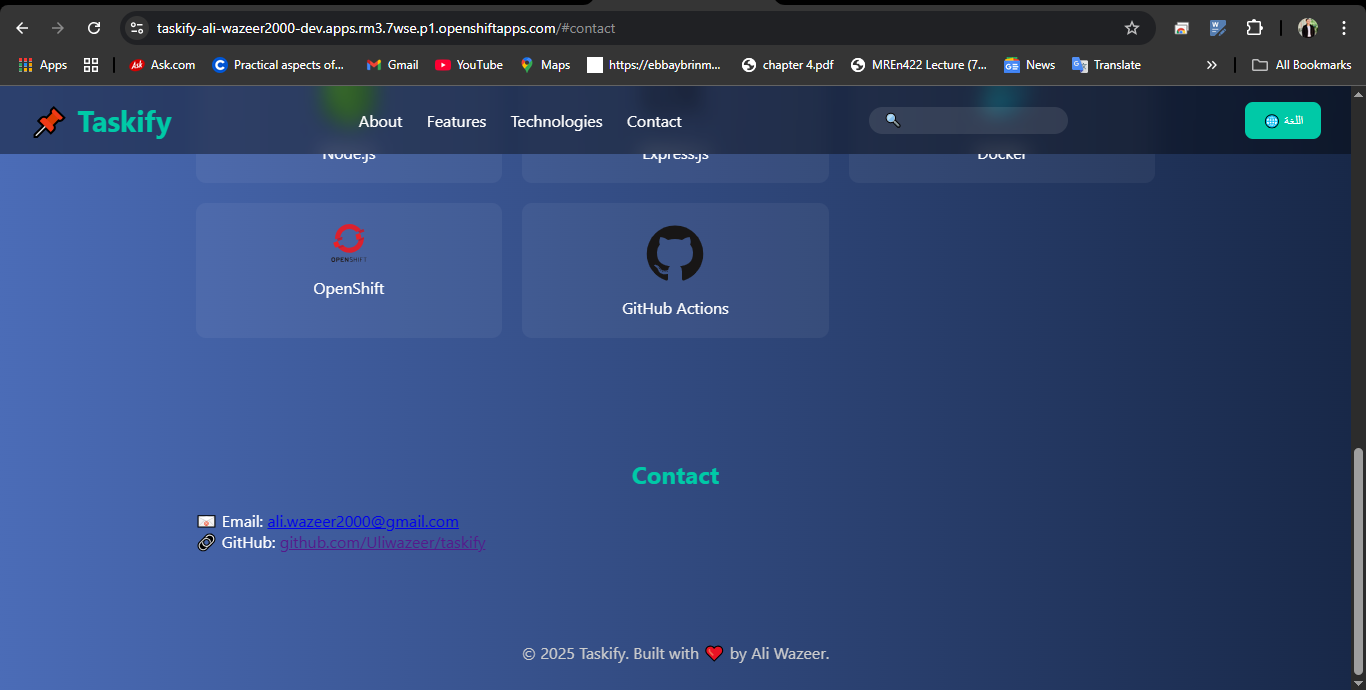 taskify-ali-wazeer2000-dev.apps.rm3.7wse.p1.openshiftapps.com/#contact
Apps Ask.com Practical aspects of... Gmail YouTube Maps https://ebbaybrinm... chapter 4.pdf MREn422 Lecture (7... News Translate » All Bookmarks
Taskify About Features Technologies Contact اللغة
Node.js Express.js Docker
OPENSHIFT
OpenShift
GitHub Actions
Contact
Email: ali.wazeer2000@gmail.com
GitHub: github.com/Uliwazeer/taskify
© 2025 Taskify. Built with ❤️ by Ali Wazeer.